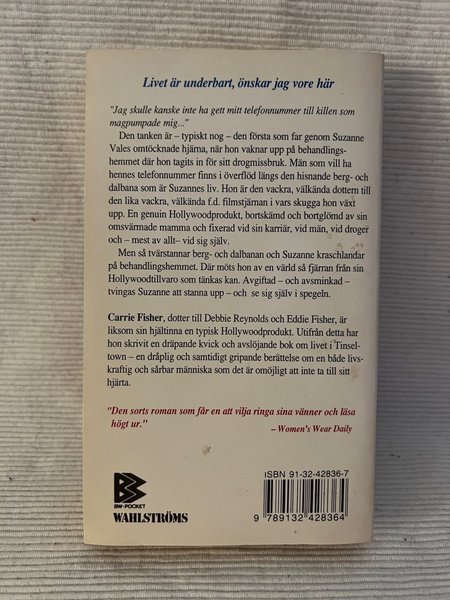 Livet är underbart, önskar jag vore här
"Jag skulle kanske inte ha gett mitt telefonnummer till killen som
magpumpade mig..."
Den tanken är – typiskt nog – den första som far genom Suzanne
Vales omtöcknade hjärna, när hon vaknar upp på behandlings-
hemmet där hon tagits in för sitt drogmissbruk. Män som vill ha
hennes telefonnummer finns i överflöd längs den hisnande berg- och
dalbana som är Suzannes liv. Hon är den vackra, välkända dottern till
den lika vackra, välkända f.d. filmstjärnan i vars skugga hon växt
upp. En genuin Hollywoodprodukt, bortskämd och bortglömd av sin
omsvärmade mamma och fixerad vid sin karriär, vid män, vid droger
och – mest av allt– vid sig själv.
Men så tvärstannar berg- och dalbanan och Suzanne kraschlandar
på behandlingshemmet. Där möts hon av en värld så fjärran från sin
Hollywoodtillvaro som tänkas kan. Avgiftad – och avsminkad –
tvingas Suzanne att stanna upp – och se sig själv i spegeln.
Carrie Fisher, dotter till Debbie Reynolds och Eddie Fisher, är
liksom sin hjältinna en typisk Hollywoodprodukt. Utifrån detta har
hon skrivit en dräpande kvick och avslöjande bok om livet i Tinsel-
town – en dråplig och samtidigt gripande berättelse om en både livs-
kraftig och sårbar människa som det är omöjligt att inte ta till sitt
hjärta.
"Den sorts roman som får en att vilja ringa sina vänner och läsa
högt ur."
– Women's Wear Daily
ISBN 91-32-42836-7
BW-POCKET
WAHLSTRÖMS
9 789132 428364